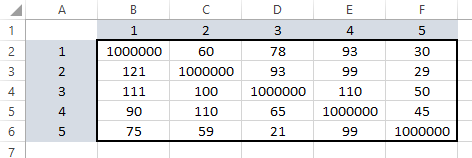 A B C D E F
1 1 2 3 4 5
2 1 1000000 60 78 93 30
3 2 121 1000000 93 99 29
4 3 111 100 1000000 110 50
5 4 90 110 65 1000000 45
6 5 75 59 21 99 1000000
7